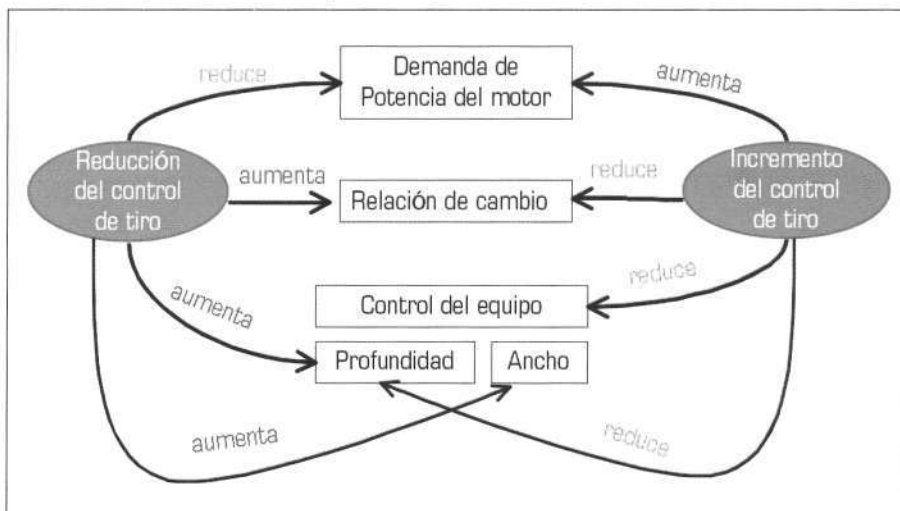 reduce
Demanda de
Potencia del motor
aumenta
Reducción
del control
de tiro
aumenta
Relación de cambio
reduce
Incremento
del control
de tiro
aumenta
Control del equipo
reduce
Profundidad
Ancho
aumenta
reduce